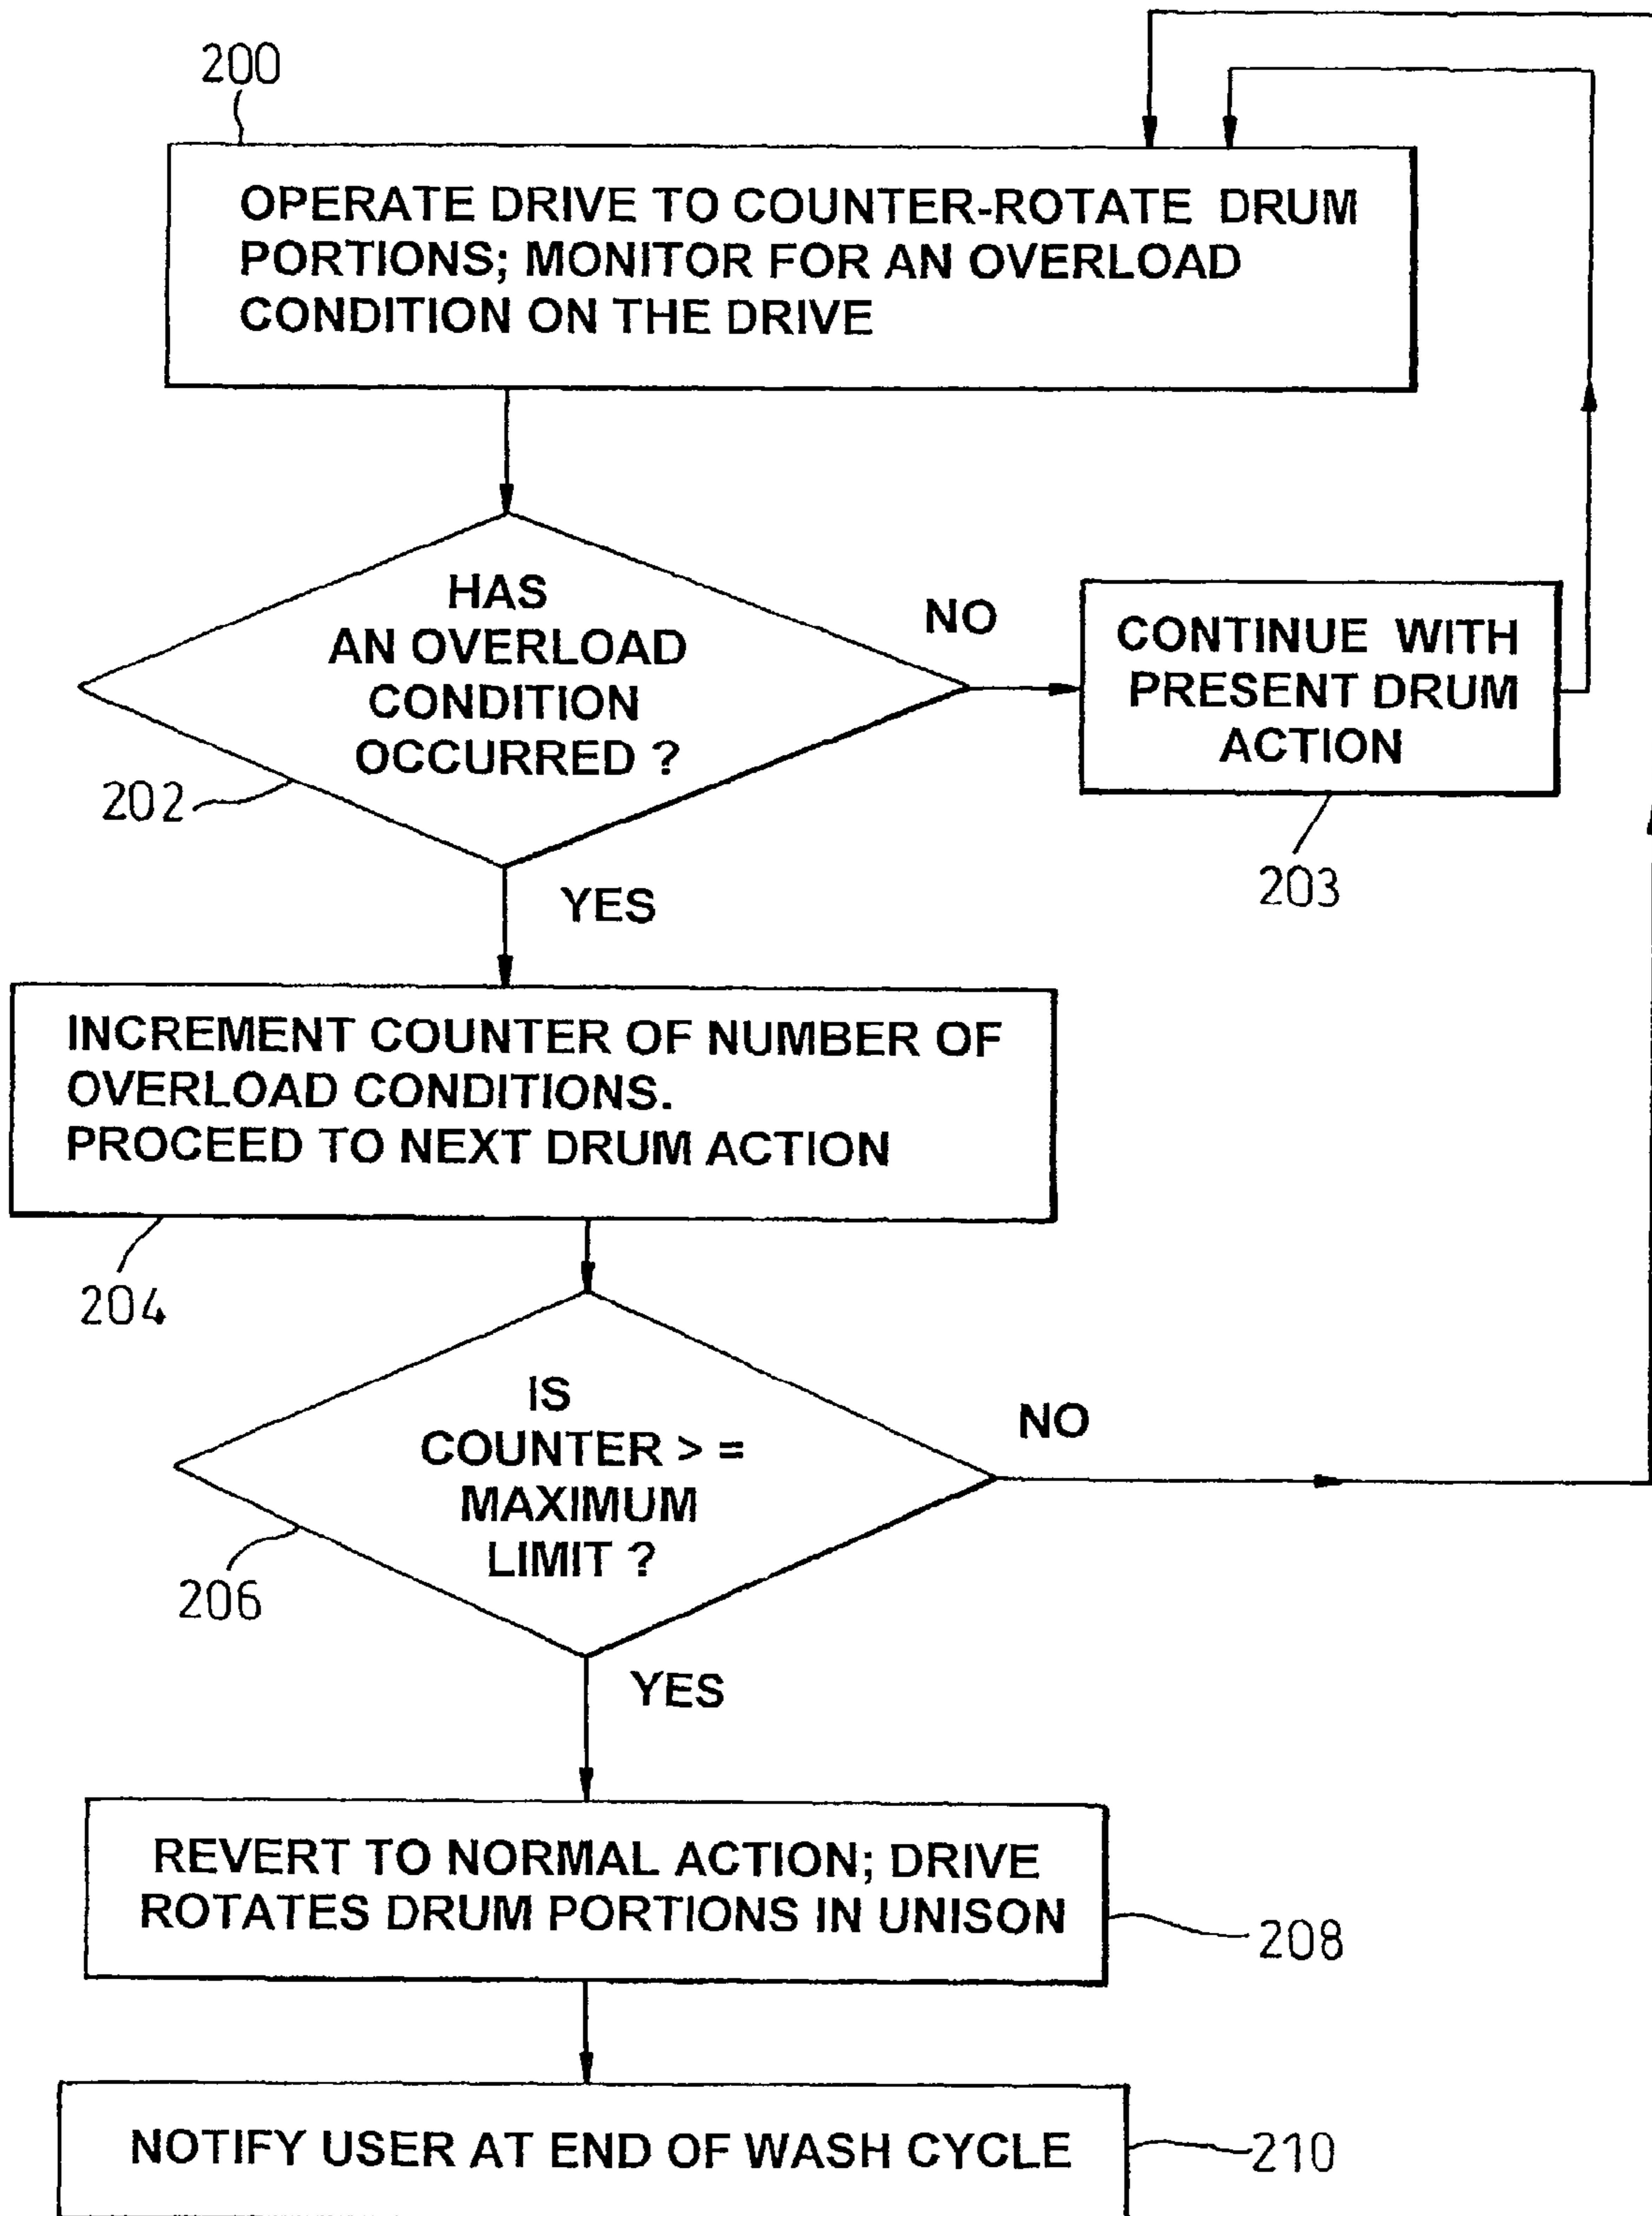 200
OPERATE DRIVE TO COUNTER-ROTATE DRUM
PORTIONS; MONITOR FOR AN OVERLOAD
CONDITION ON THE DRIVE
HAS
AN OVERLOAD
CONDITION
OCCURRED ?
202
NO
CONTINUE WITH
PRESENT DRUM
ACTION
203
YES
INCREMENT COUNTER OF NUMBER OF
OVERLOAD CONDITIONS.
PROCEED TO NEXT DRUM ACTION
204
IS
COUNTER > =
MAXIMUM
LIMIT ?
206
NO
YES
REVERT TO NORMAL ACTION; DRIVE
ROTATES DRUM PORTIONS IN UNISON
208
NOTIFY USER AT END OF WASH CYCLE
210